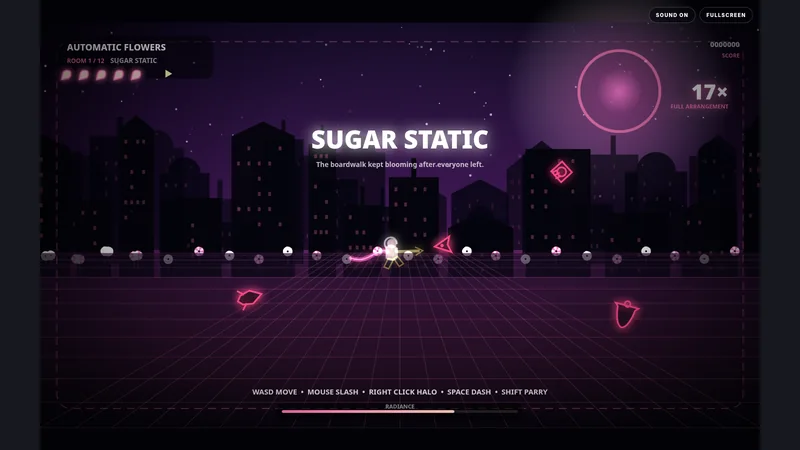 SOUND ON
FULLSCREEN
AUTOMATIC FLOWERS
ROOM 1 / 12 SUGAR STATIC
0000000
SCORE
17×
FULL ARRANGEMENT
SUGAR STATIC
The boardwalk kept blooming after everyone left.
WASD MOVE • MOUSE SLASH • RIGHT CLICK HALO • SPACE DASH • SHIFT PARRY
RADIANCE